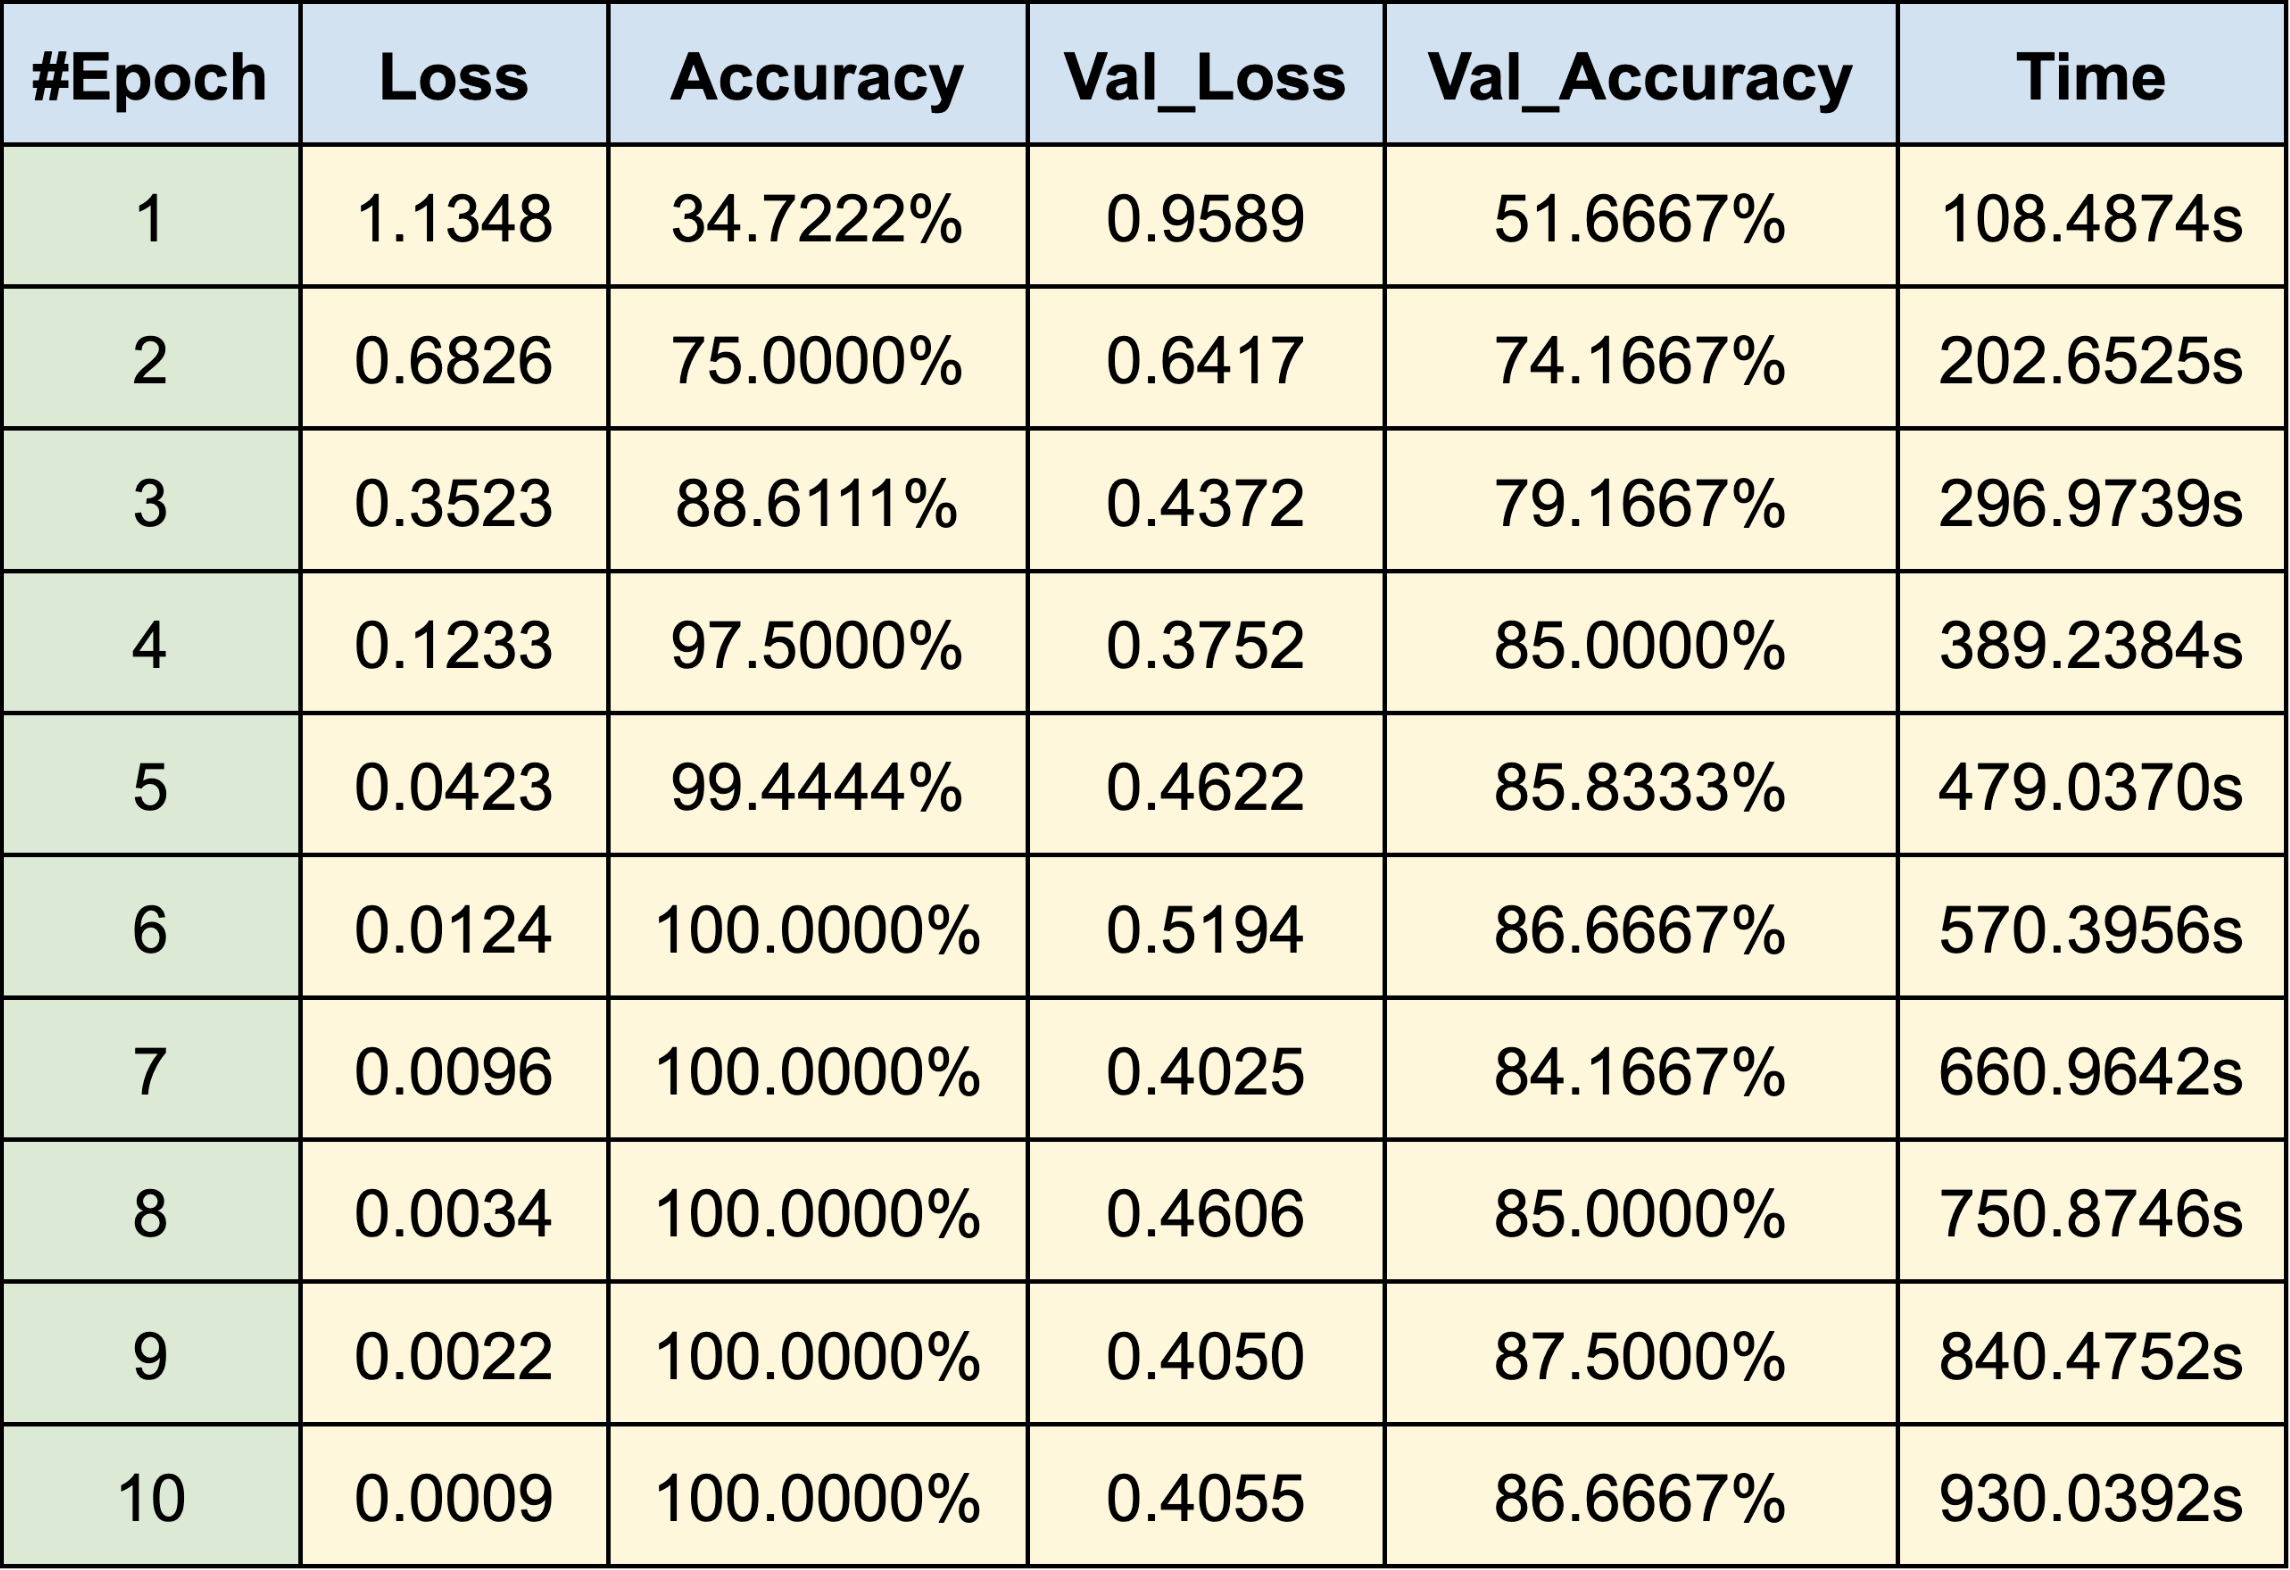 #Epoch Loss Accuracy Val_Loss Val_Accuracy Time
1 1.1348 34.7222% 0.9589 51.6667% 108.4874s
2 0.6826 75.0000% 0.6417 74.1667% 202.6525s
3 0.3523 88.6111% 0.4372 79.1667% 296.9739s
4 0.1233 97.5000% 0.3752 85.0000% 389.2384s
5 0.0423 99.4444% 0.4622 85.8333% 479.0370s
6 0.0124 100.0000% 0.5194 86.6667% 570.3956s
7 0.0096 100.0000% 0.4025 84.1667% 660.9642s
8 0.0034 100.0000% 0.4606 85.0000% 750.8746s
9 0.0022 100.0000% 0.4050 87.5000% 840.4752s
10 0.0009 100.0000% 0.4055 86.6667% 930.0392s